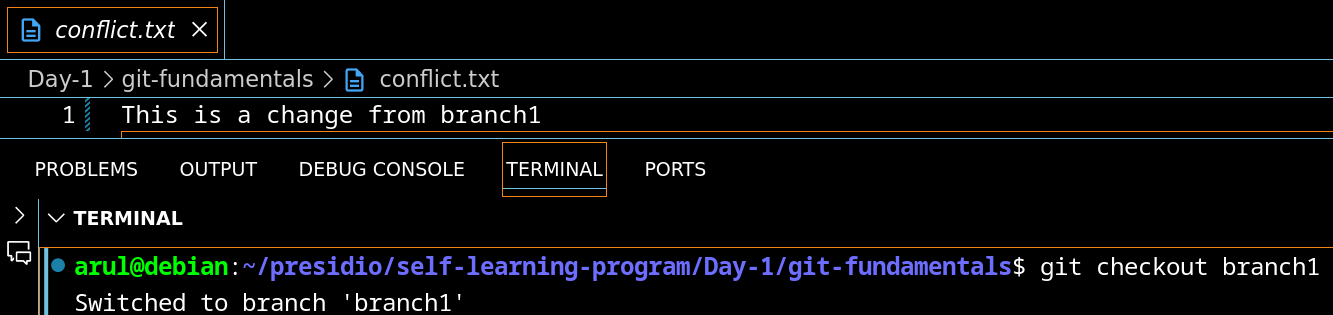 conflict.txt
Day-1 > git-fundamentals > conflict.txt
1 This is a change from branch1
PROBLEMS OUTPUT DEBUG CONSOLE TERMINAL PORTS
TERMINAL
arul@debian:~/presidio/self-learning-program/Day-1/git-fundamentals$ git checkout branch1
Switched to branch 'branch1'